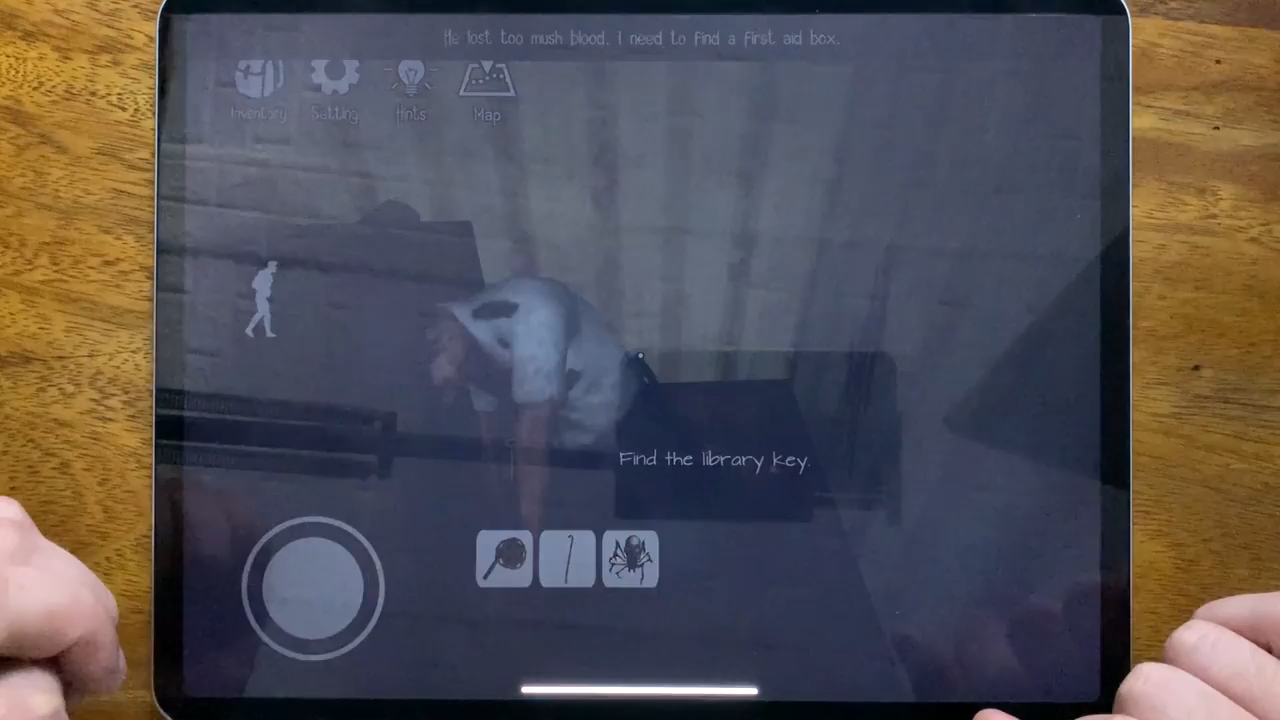 He lost too mush blood. I need to find a first aid box.
Inventory
Setting
Hints
Map
Find the library key.